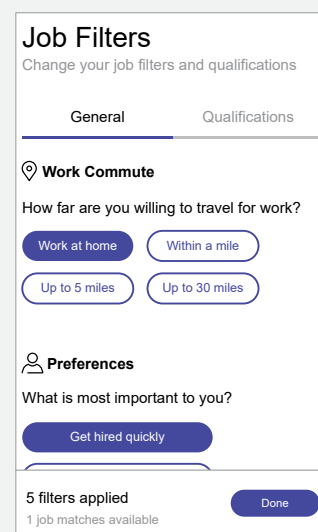 Job Filters
Change your job filters and qualifications
General Qualifications
Work Commute
How far are you willing to travel for work?
Work at home Within a mile
Up to 5 miles Up to 30 miles
Preferences
What is most important to you?
Get hired quickly
5 filters applied
1 job matches available
Done